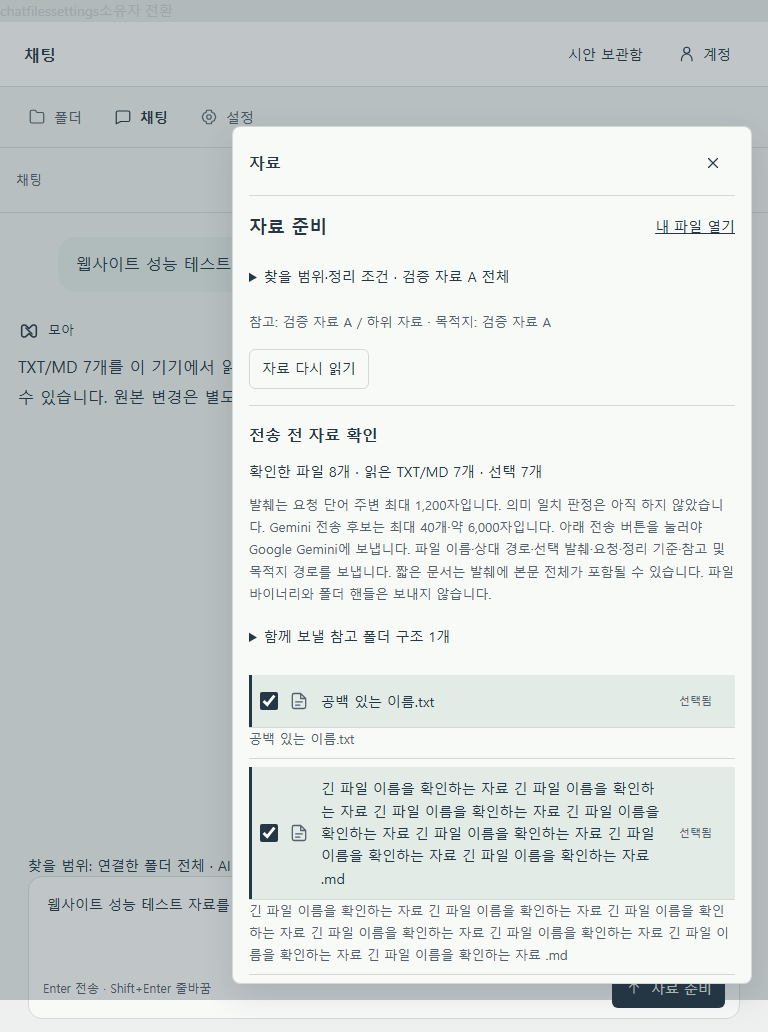 chatfilessettings소유자 전환
채팅
시안 보관함
계정
폴더
채팅
설정
채팅
웹사이트 성능 테스트
모아
TXT/MD 7개를 이 기기에서 읽
수 있습니다. 원본 변경은 별도
찾을 범위: 연결한 폴더 전체 · AI
웹사이트 성능 테스트 자료를
Enter 전송 · Shift+Enter 줄바꿈
자료 준비
자료
자료 준비
내 파일 열기
찾을 범위·정리 조건 · 검증 자료 A 전체
참고: 검증 자료 A / 하위 자료 · 목적지: 검증 자료 A
자료 다시 읽기
전송 전 자료 확인
확인한 파일 8개 · 읽은 TXT/MD 7개 · 선택 7개
발췌는 요청 단어 주변 최대 1,200자입니다. 의미 일치 판정은 아직 하지 않았습니
다. Gemini 전송 후보는 최대 40개·약 6,000자입니다. 아래 전송 버튼을 눌러야
Google Gemini에 보냅니다. 파일 이름·상대 경로·선택 발췌·요청·정리 기준·참고 및
목적지 경로를 보냅니다. 짧은 문서는 발췌에 본문 전체가 포함될 수 있습니다. 파일
바이너리와 폴더 핸들은 보내지 않습니다.
함께 보낼 참고 폴더 구조 1개
공백 있는 이름.txt
선택됨
공백 있는 이름.txt
긴 파일 이름을 확인하는 자료 긴 파일 이름을 확인하
는 자료 긴 파일 이름을 확인하는 자료 긴 파일 이름을
확인하는 자료 긴 파일 이름을 확인하는 자료 긴 파일
이름을 확인하는 자료 긴 파일 이름을 확인하는 자료
.md
선택됨
긴 파일 이름을 확인하는 자료 긴 파일 이름을 확인하는 자료 긴 파일 이름을 확인
하는 자료 긴 파일 이름을 확인하는 자료 긴 파일 이름을 확인하는 자료 긴 파일 이
름을 확인하는 자료 긴 파일 이름을 확인하는 자료 .md